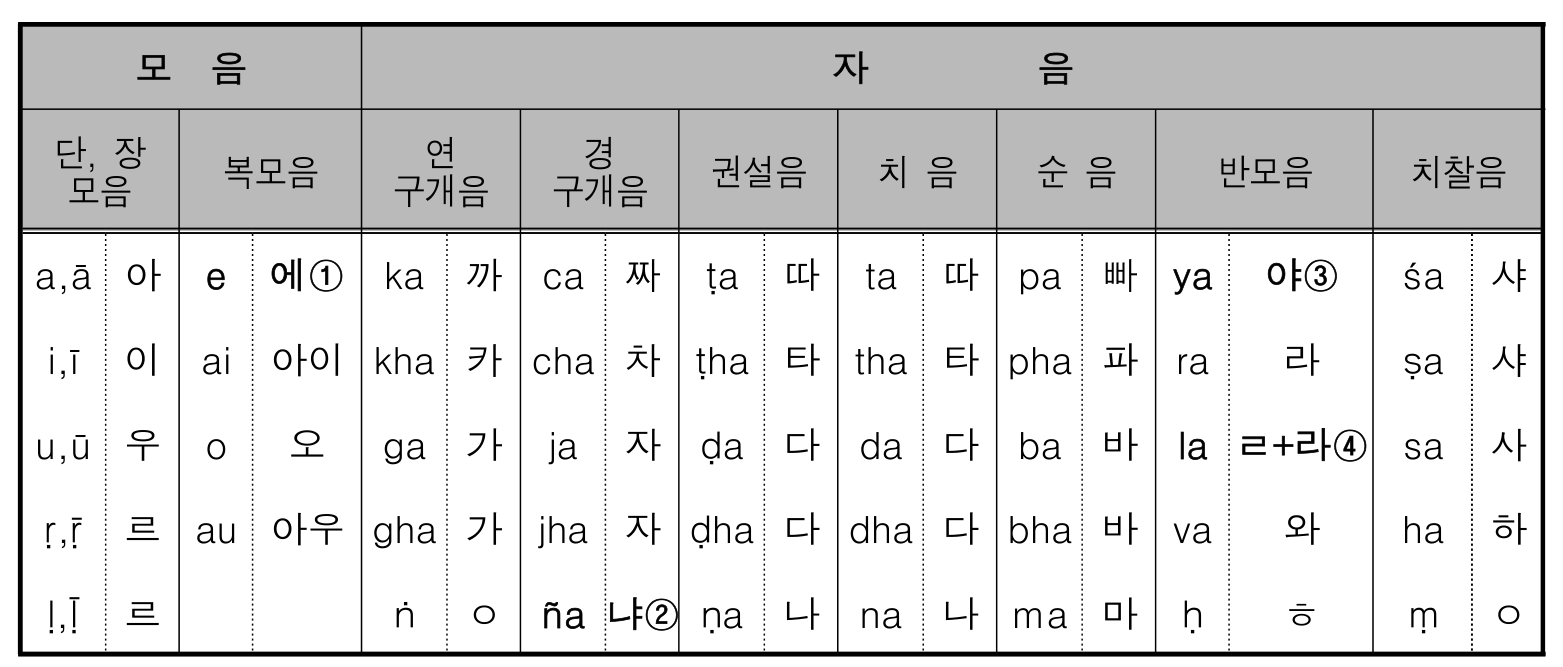 모 음 자 음
단, 장 모음 복모음 연 구개음 경 구개음 권설음 치 음 순 음 반모음 치찰음
a,ā 아 e 에① ka 까 ca 짜 ṭa 따 ta 따 pa 빠 ya 야③ śa 샤
i,ī 이 ai 아이 kha 카 cha 차 ṭha 타 tha 타 pha 파 ra 라 ṣa 샤
u,ū 우 o 오 ga 가 ja 자 ḍa 다 da 다 ba 바 la ㄹ+라④ sa 사
ṛ,ṝ 르 au 아우 gha 가 jha 자 ḍha 다 dha 다 bha 바 va 와 ha 하
ḷ,ḹ 르 ṅ ㅇ ña 냐② ṇa 나 na 나 ma 마 ḥ ㅎ ṃ ㅇ